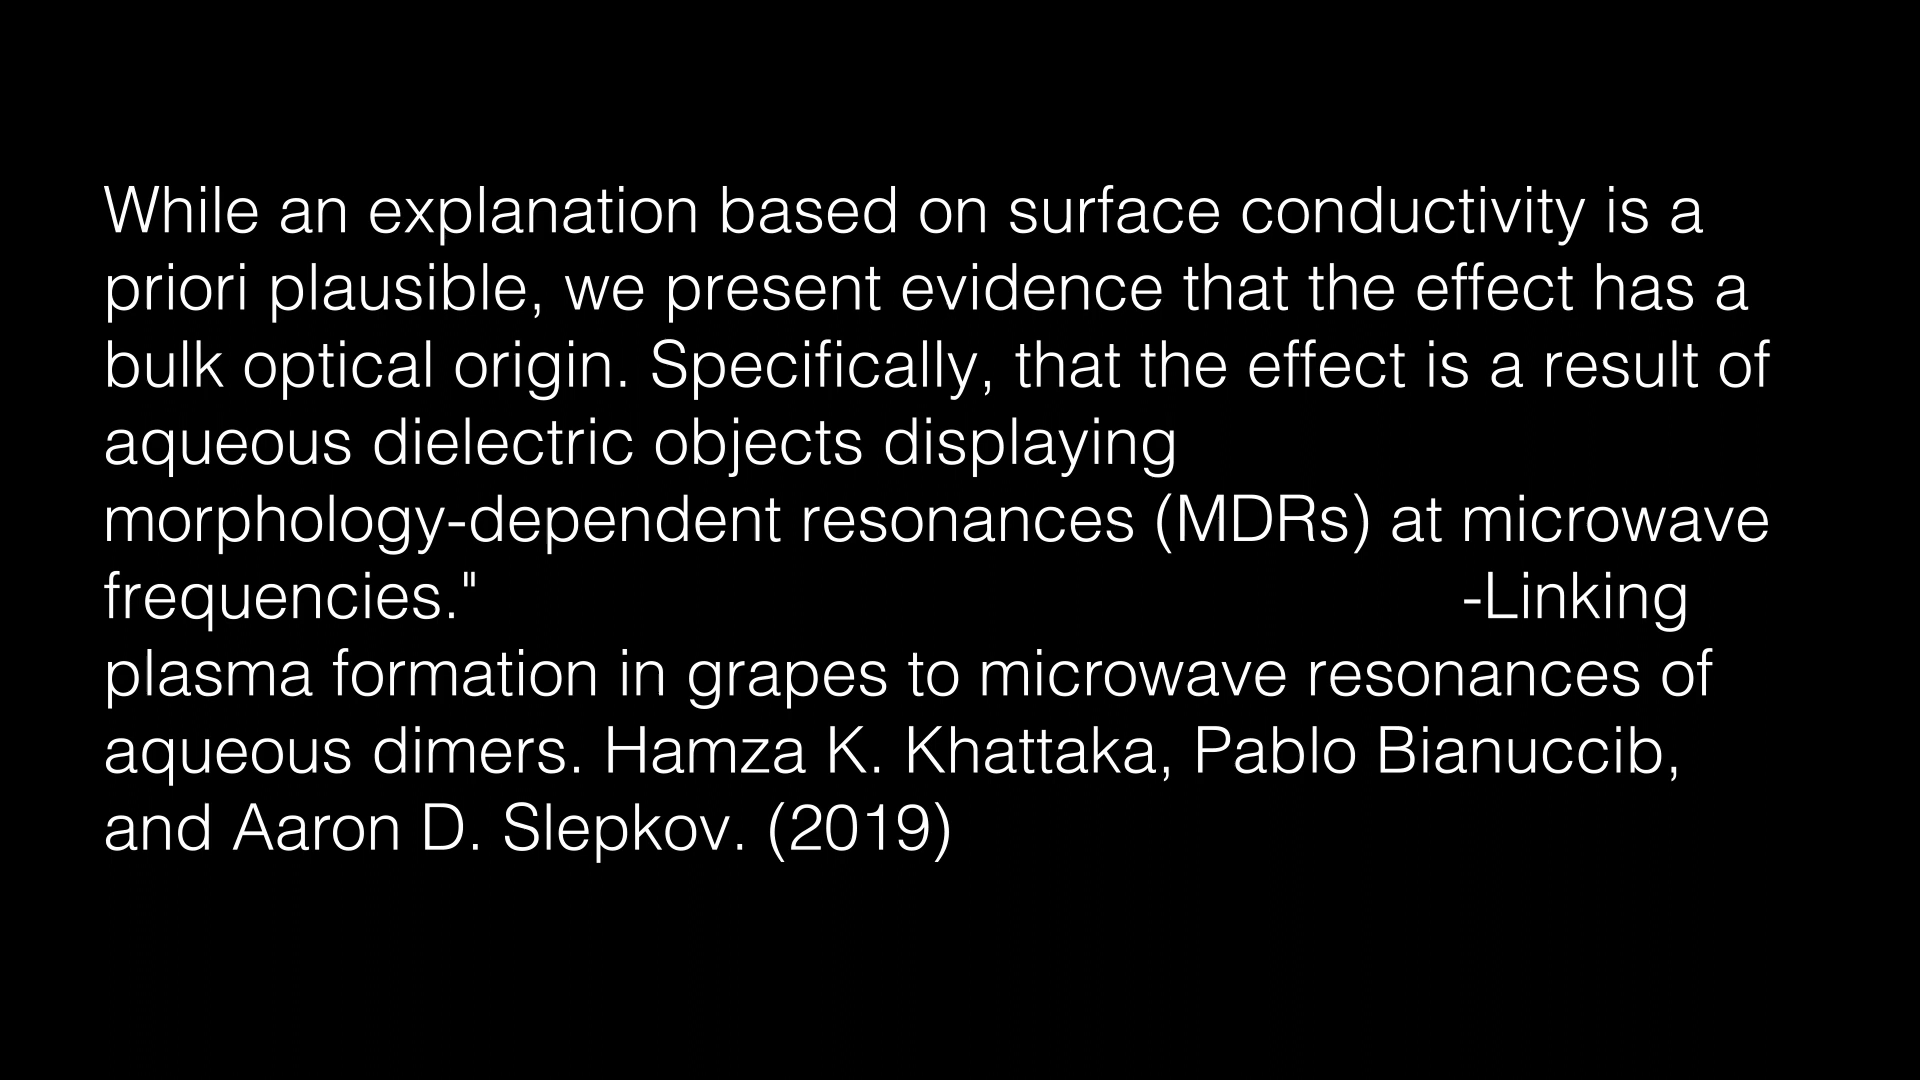 While an explanation based on surface conductivity is a
priori plausible, we present evidence that the effect has a
bulk optical origin. Specifically, that the effect is a result of
aqueous dielectric objects displaying
morphology-dependent resonances (MDRs) at microwave
frequencies." -Linking
plasma formation in grapes to microwave resonances of
aqueous dimers. Hamza K. Khattaka, Pablo Bianuccib,
and Aaron D. Slepkov. (2019)